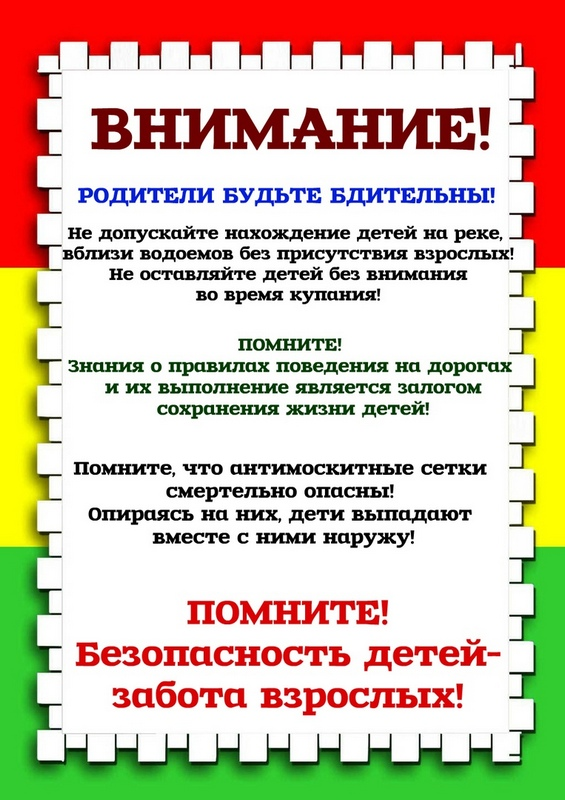 ВНИМАНИЕ!
РОДИТЕЛИ БУДЬТЕ БДИТЕЛЬНЫ!
Не допускайте нахождение детей на реке,
вблизи водоемов без присутствия взрослых!
Не оставляйте детей без внимания
во время купания!
ПОМНИТЕ!
Знания о правилах поведения на дорогах
и их выполнение является залогом
сохранения жизни детей!
Помните, что антимоскитные сетки
смертельно опасны!
Опираясь на них, дети выпадают
вместе с ними наружу!
ПОМНИТЕ!
Безопасность детей-
забота взрослых!